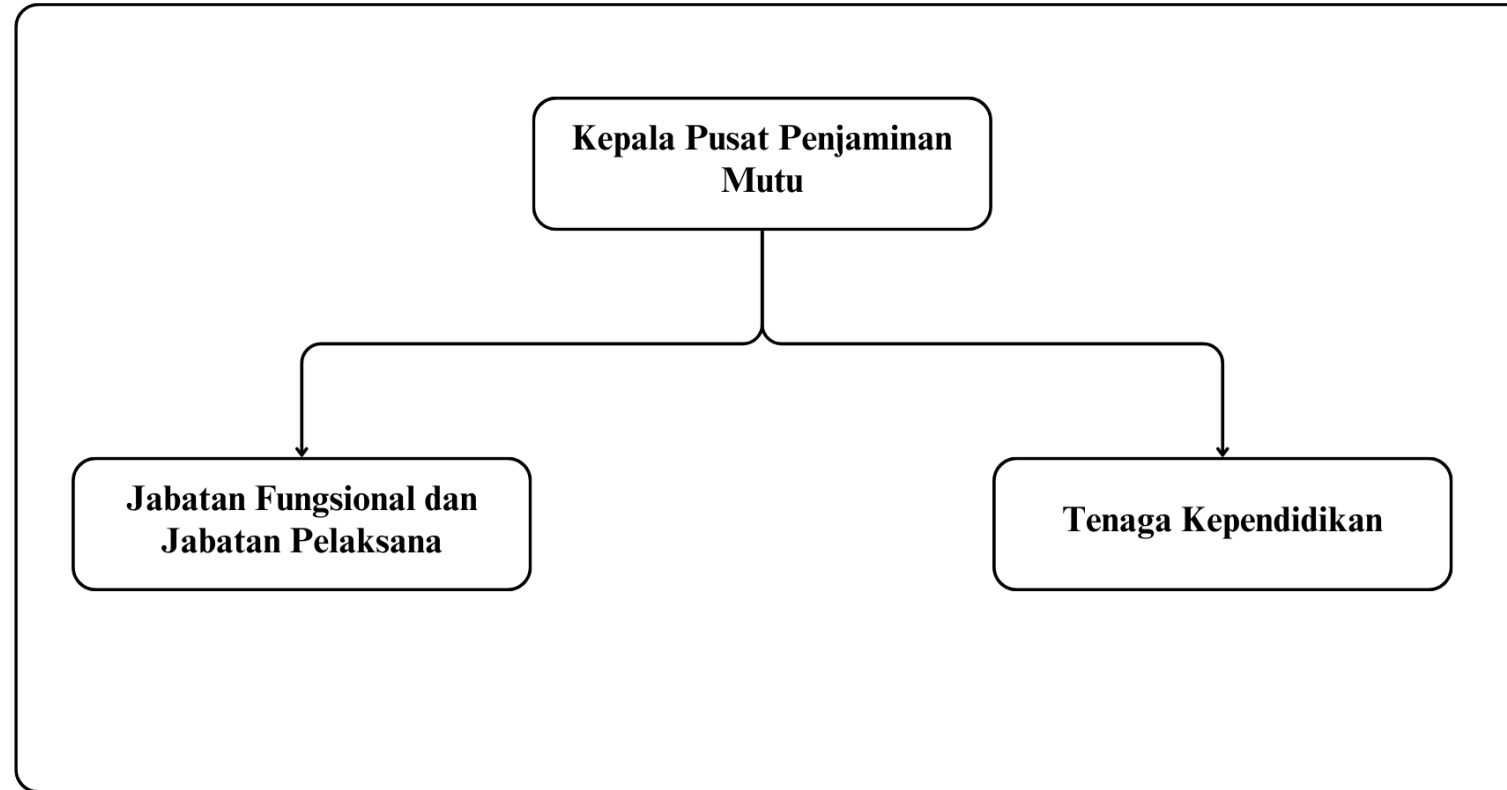 Kepala Pusat Penjaminan
Mutu
Jabatan Fungsional dan
Jabatan Pelaksana
Tenaga Kependidikan